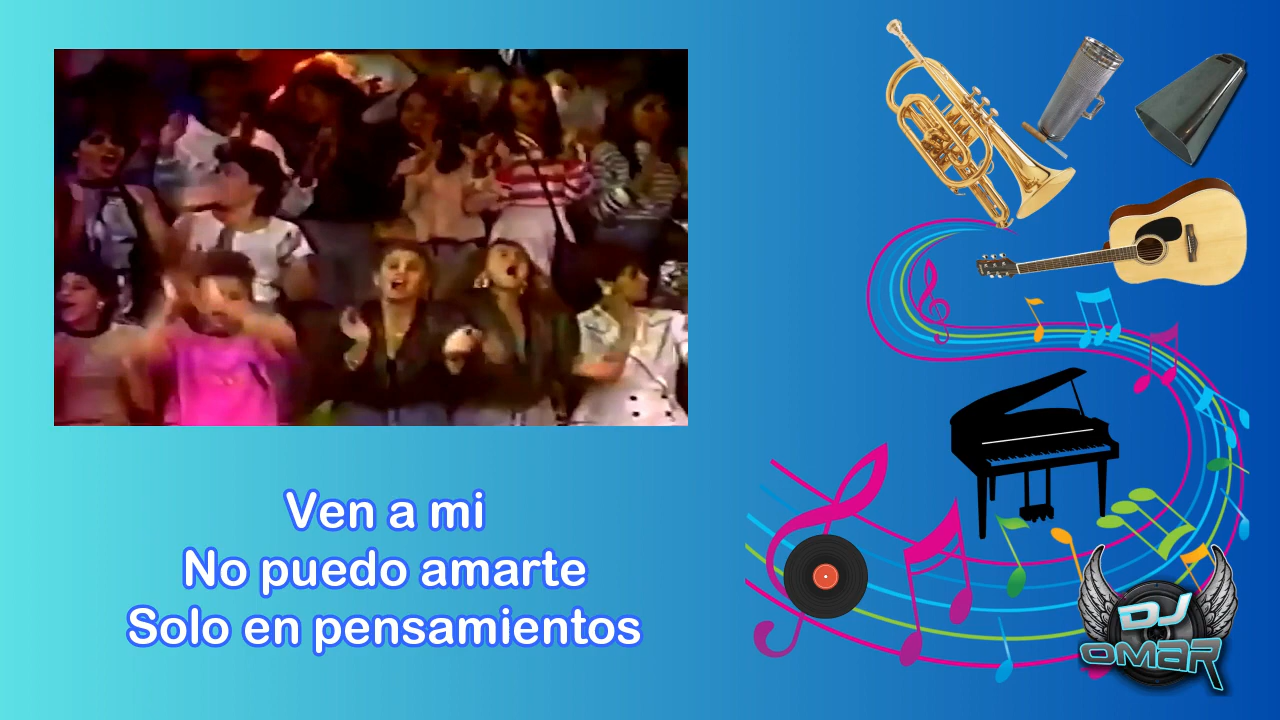 Ven a mi
No puedo amarte
Solo en pensamientos
DJ
OMAR